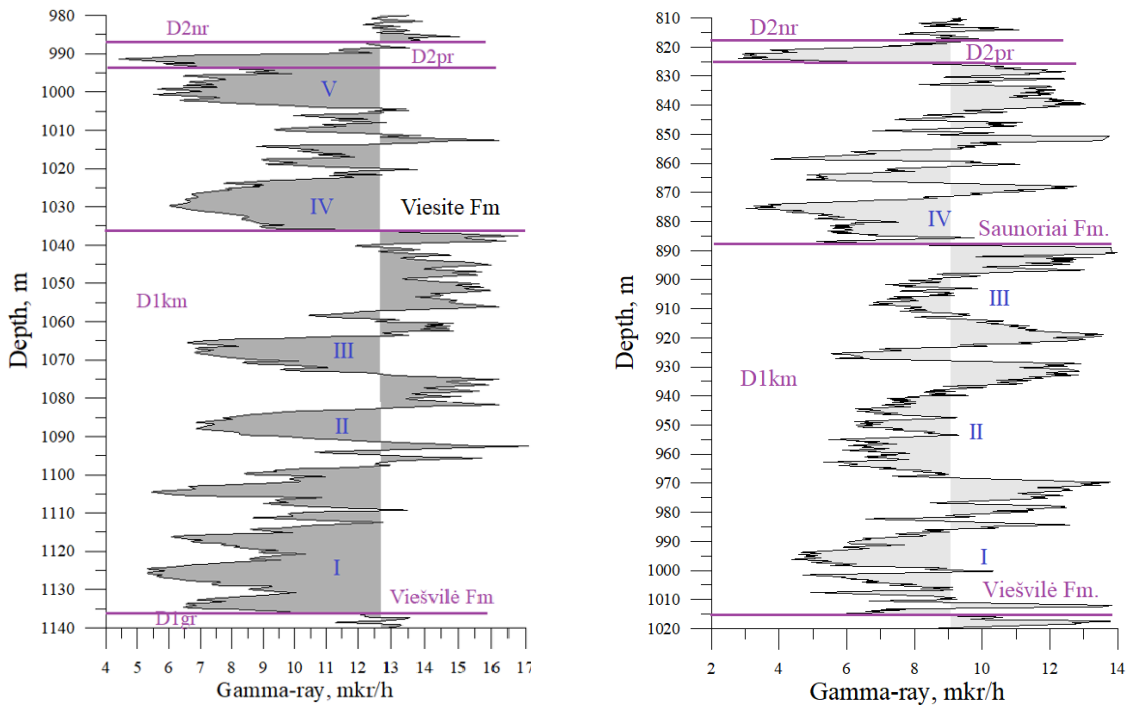 Depth, m
980
990
1000
1010
1020
1030
1040
1050
1060
1070
1080
1090
1100
1110
1120
1130
1140
D2nr
D2pr
V
IV
Viesite Fm
D1km
III
II
I
Viešvilė Fm
D1gr
4 5 6 7 8 9 10 11 12 13 14 15 16 17
Gamma-ray, mkr/h
Depth, m
810
820
830
840
850
860
870
880
890
900
910
920
930
940
950
960
970
980
990
1000
1010
1020
D2nr
D2pr
IV
Saunoriai Fm.
III
D1km
II
I
Viešvilė Fm.
2 4 6 8 10 12 14
Gamma-ray, mkr/h